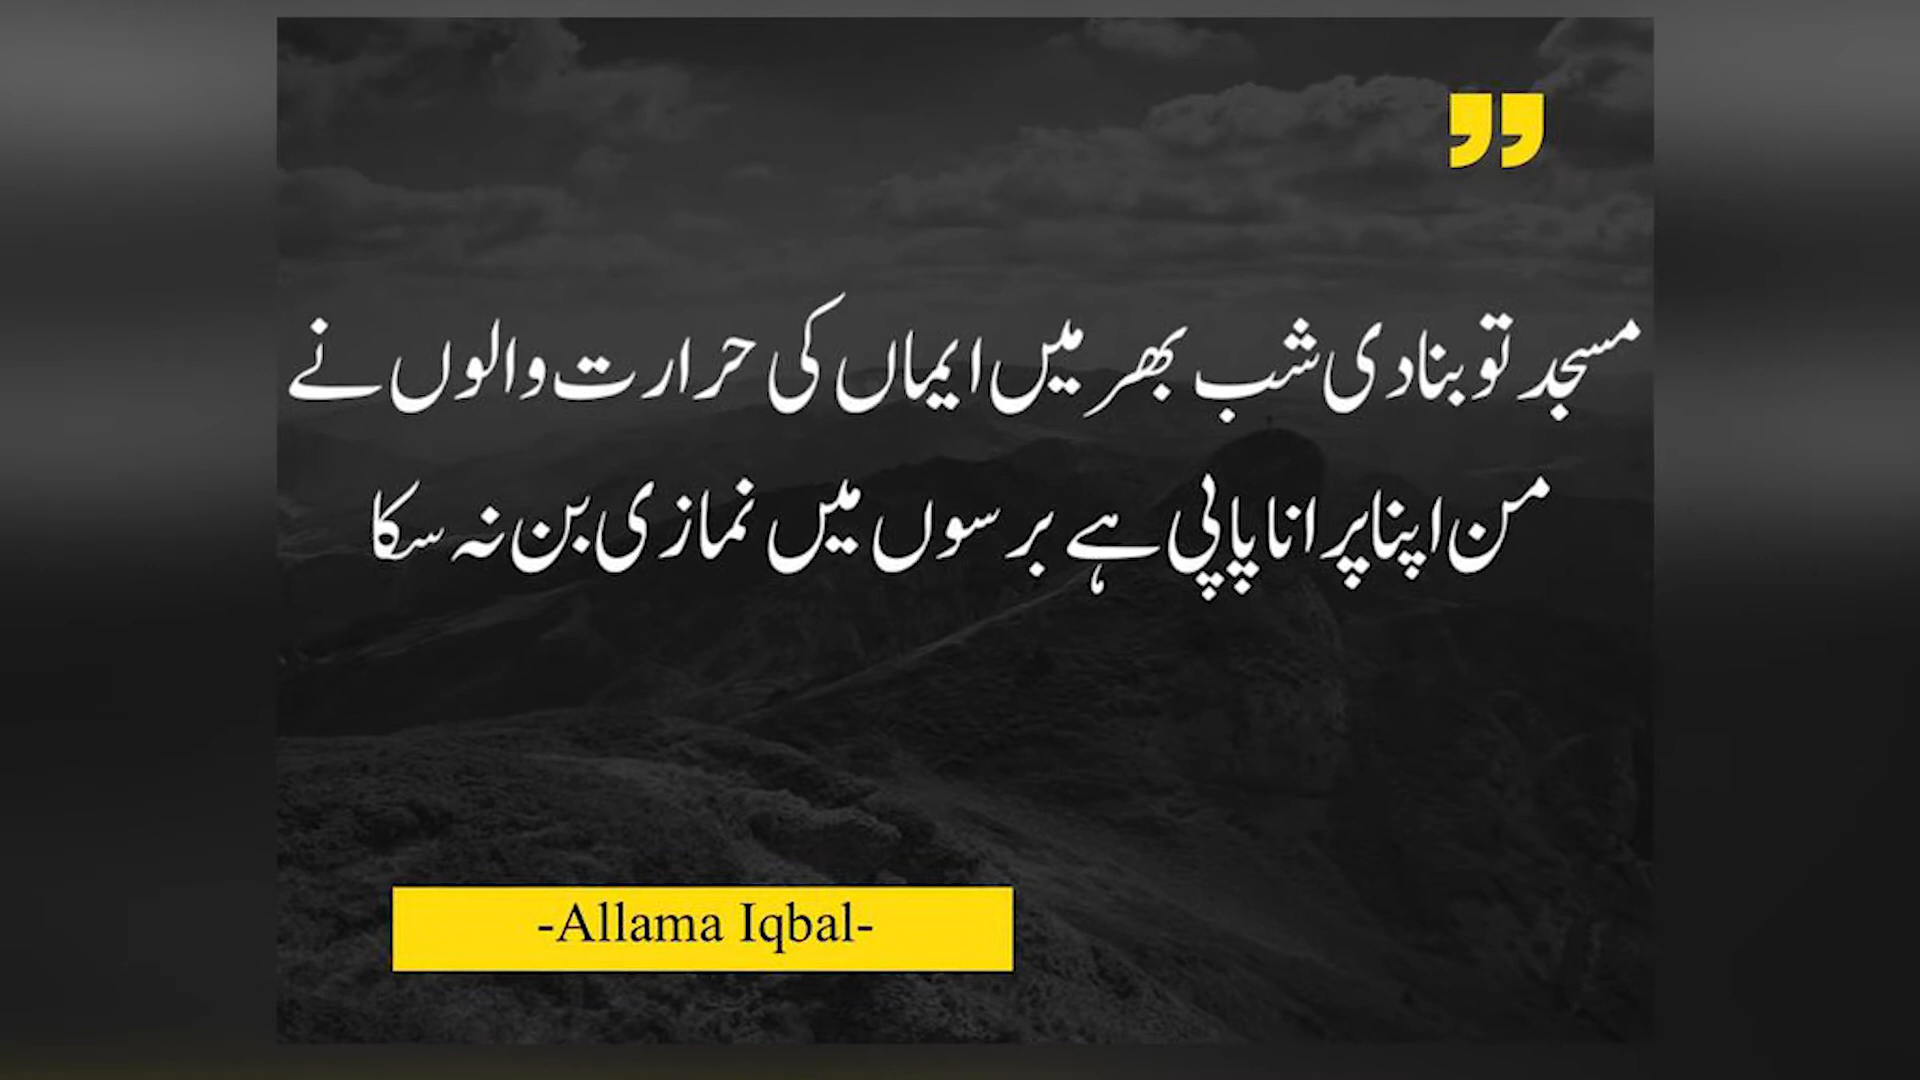 مسجد تو بنا دی شب بھر میں ایماں کی حرارت والوں نے
من اپنا پرانا پاپی ہے برسوں میں نمازی بن نہ سکا
-Allama Iqbal-